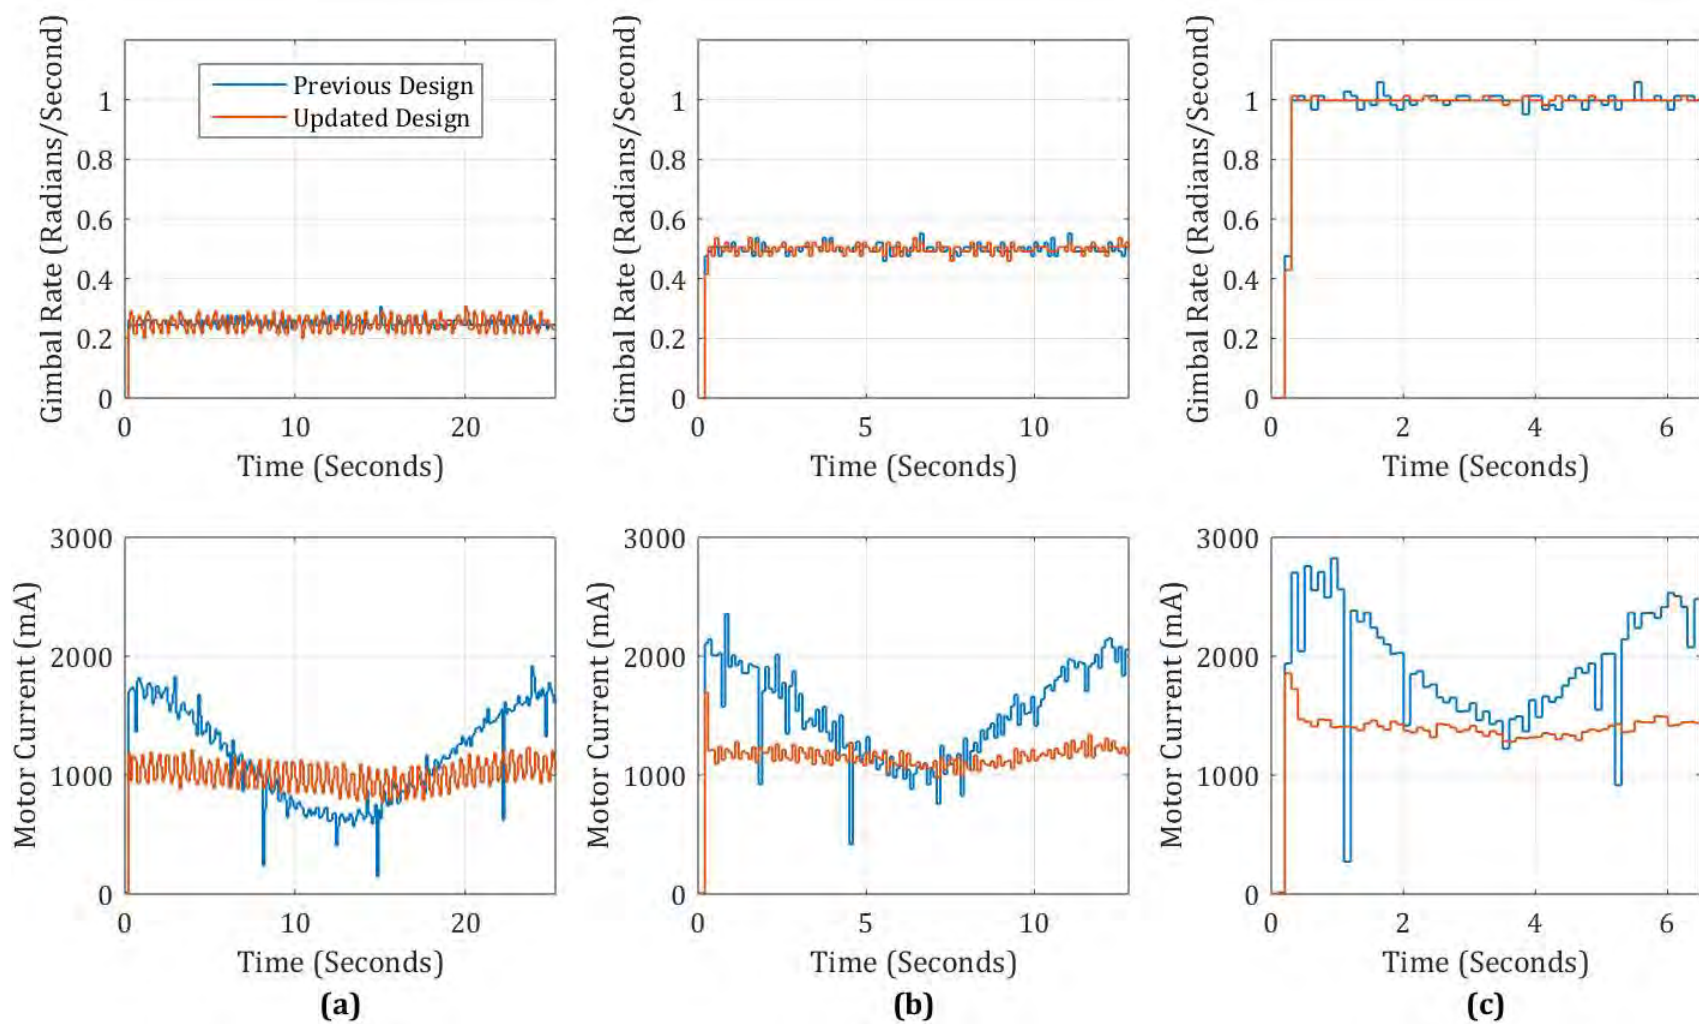 Gimbal Rate (Radians/Second)
1
0.8
0.6
0.4
0.2
0
0
10
20
Time (Seconds)
Previous Design
Updated Design
Gimbal Rate (Radians/Second)
1
0.8
0.6
0.4
0.2
0
0
5
10
Time (Seconds)
Gimbal Rate (Radians/Second)
1
0.8
0.6
0.4
0.2
0
0
2
4
6
Time (Seconds)
Motor Current (mA)
3000
2000
1000
0
0
10
20
Time (Seconds)
(a)
Motor Current (mA)
3000
2000
1000
0
0
5
10
Time (Seconds)
(b)
Motor Current (mA)
3000
2000
1000
0
0
2
4
6
Time (Seconds)
(c)